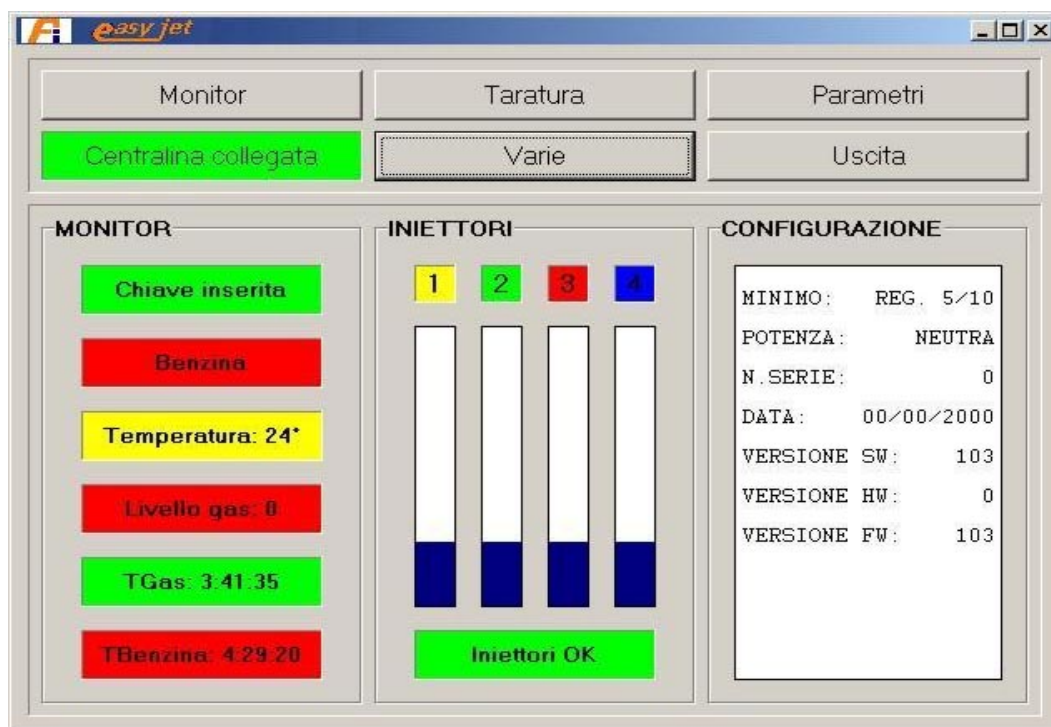 easy jet
Monitor Taratura Parametri
Centralina collegata Varie Uscita
MONITOR
Chiave inserita
Benzina
Temperatura: 24°
Livello gas: 0
TGas: 3:41:35
TBenzina: 4:29:20
INIETTORI
1 2 3 4
Iniettori OK
CONFIGURAZIONE
MINIMO: REG. 5/10
POTENZA: NEUTRA
N.SERIE: 0
DATA: 00/00/2000
VERSIONE SW: 103
VERSIONE HW: 0
VERSIONE FW: 103